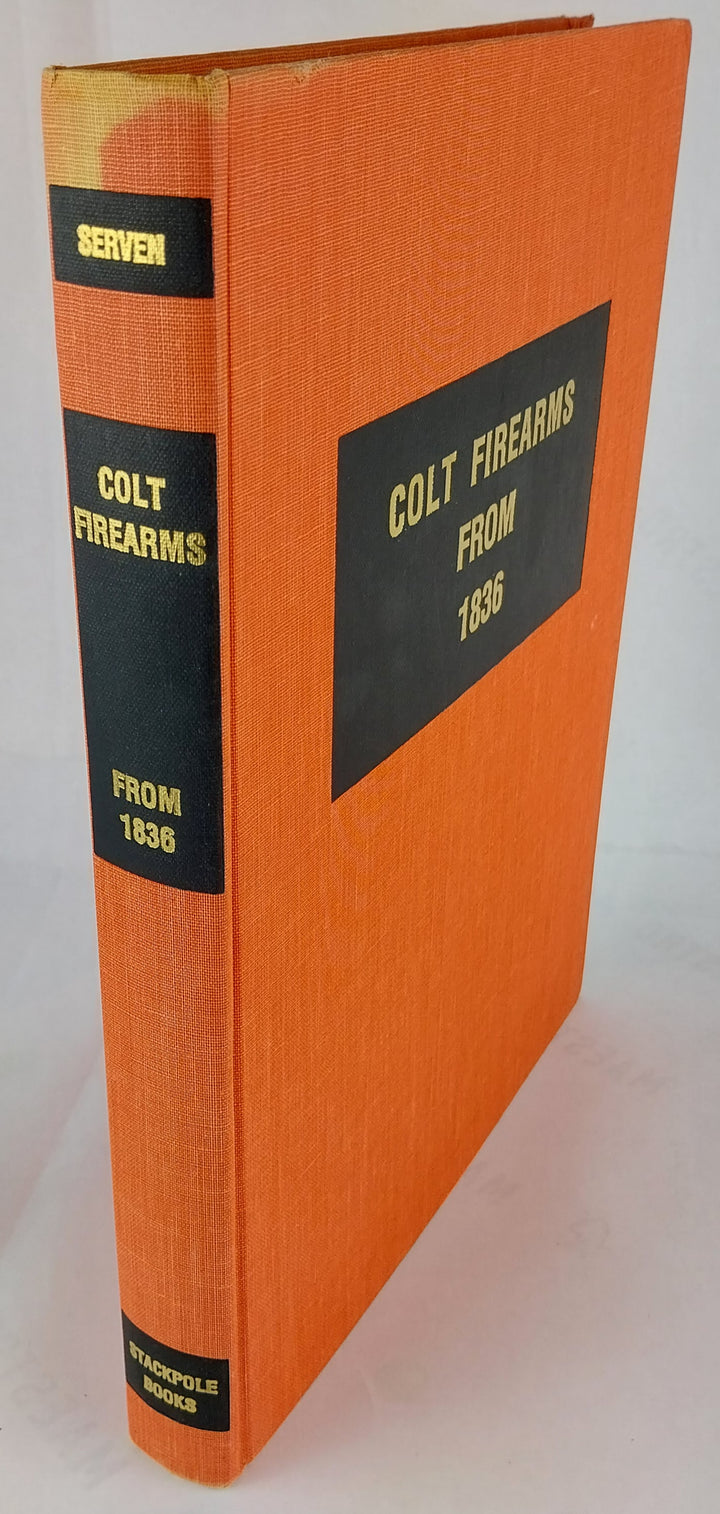 SERVEN
COLT
FIREARMS
FROM
1836
STACKPOLE
BOOKS
COLT FIREARMS
FROM
1836